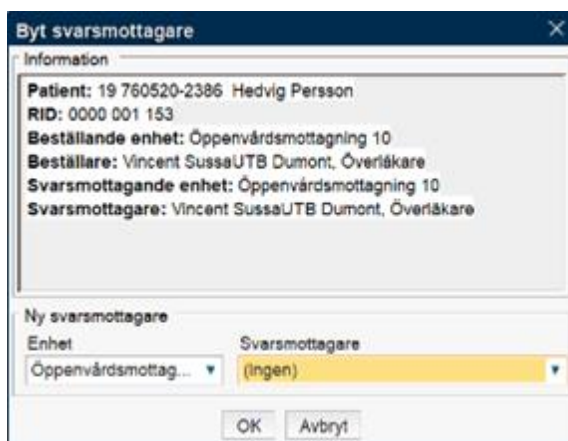 Byt svarsmottagare
Information
Patient: 19 760520-2386 Hedvig Persson
RID: 0000 001 153
Beställande enhet: Öppenvårdsmottagning 10
Beställare: Vincent SussaUTB Dumont, Överläkare
Svarsmottagande enhet: Öppenvårdsmottagning 10
Svarsmottagare: Vincent SussaUTB Dumont, Överläkare
Ny svarsmottagare
Enhet Svarsmottagare
Öppenvårdsmottag... (Ingen)
OK Avbryt